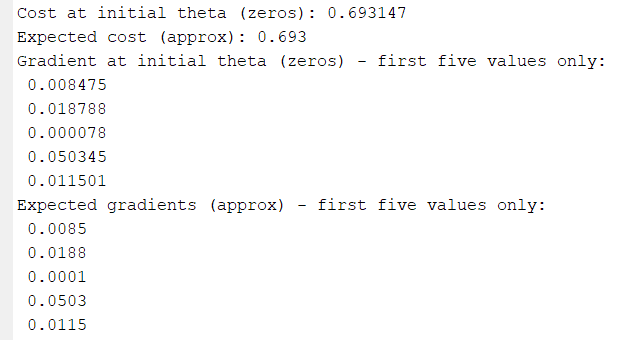 Cost at initial theta (zeros): 0.693147
Expected cost (approx): 0.693
Gradient at initial theta (zeros) - first five values only:
0.008475
0.018788
0.000078
0.050345
0.011501
Expected gradients (approx) - first five values only:
0.0085
0.0188
0.0001
0.0503
0.0115